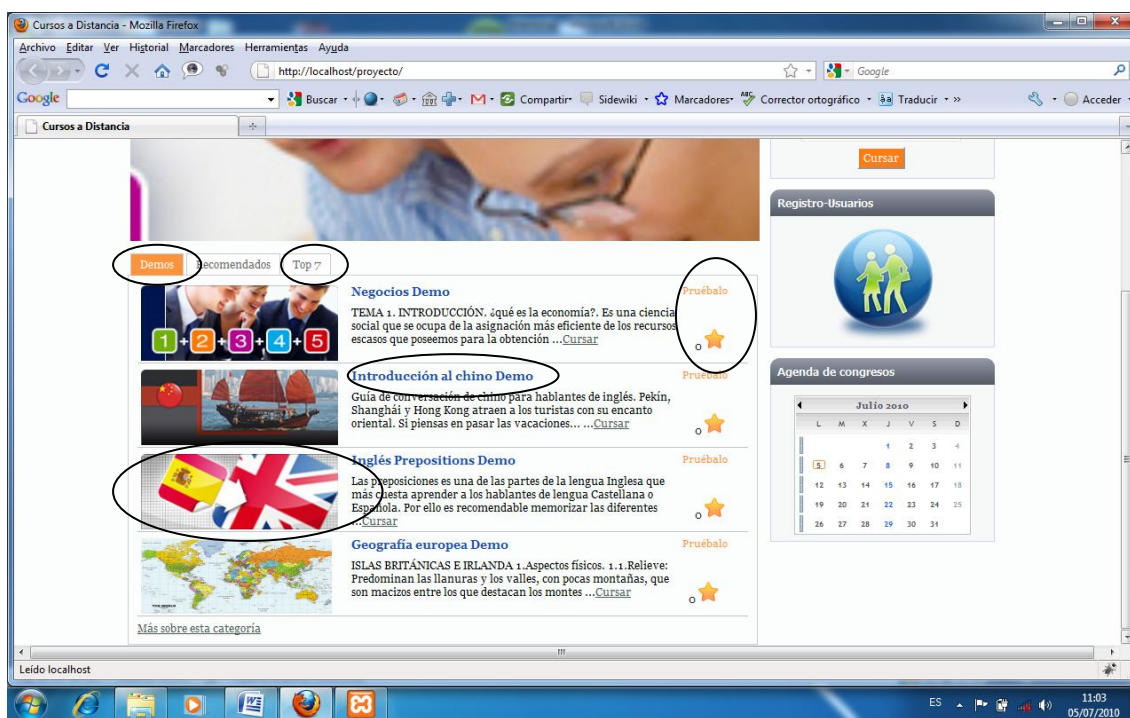 Cursos a Distancia - Mozilla Firefox
Archivo Editar Ver Historial Marcadores Herramientas Ayuda
http://localhost/proyecto/
Google
Google
Buscar
Compartir
Sidewiki
Marcadores
Corrector ortográfico
Traducir
»
Acceder
Cursos a Distancia
Cursar
Registro-Usuarios
Demos
Recomendados
Top 7
Negocios Demo
Pruébalo
TEMA 1. INTRODUCCIÓN. ¿qué es la economía?. Es una ciencia
social que se ocupa de la asignación más eficiente de los recursos
escasos que poseemos para la obtención ...Cursar
0
1+2+3+4+5
Introducción al chino Demo
Pruébalo
Guía de conversación de chino para hablantes de inglés. Pekín,
Shanghái y Hong Kong atraen a los turistas con su encanto
oriental. Si piensas en pasar las vacaciones... ...Cursar
0
Inglés Prepositions Demo
Pruébalo
Las preposiciones es una de las partes de la lengua Inglesa que
más cuesta aprender a los hablantes de lengua Castellana o
Española. Por ello es recomendable memorizar las diferentes
...Cursar
0
Geografía europea Demo
Pruébalo
ISLAS BRITÁNICAS E IRLANDA 1.Aspectos físicos. 1.1.Relieve:
Predominan las llanuras y los valles, con pocas montañas, que
son macizos entre los que destacan los montes ...Cursar
0
Más sobre esta categoría
Agenda de congresos
Julio 2010
L M X J V S D
1 2 3 4
5 6 7 8 9 10 11
12 13 14 15 16 17 18
19 20 21 22 23 24 25
26 27 28 29 30 31
Leído localhost
ES
11:03
05/07/2010